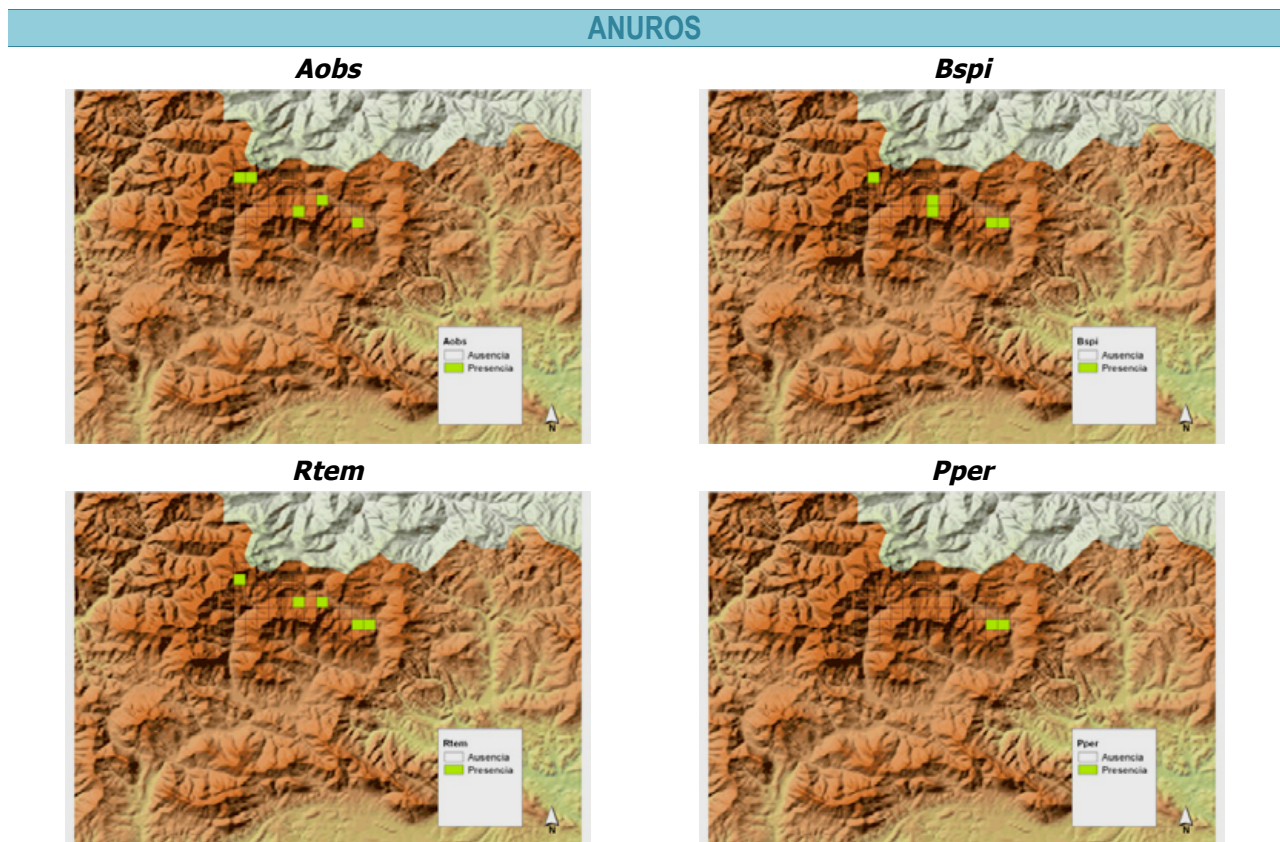 ANUROS
Aobs
Bspi
Aobs
Ausencia
Presencia
N
Bspi
Ausencia
Presencia
N
Rtem
Pper
Rtem
Ausencia
Presencia
N
Pper
Ausencia
Presencia
N